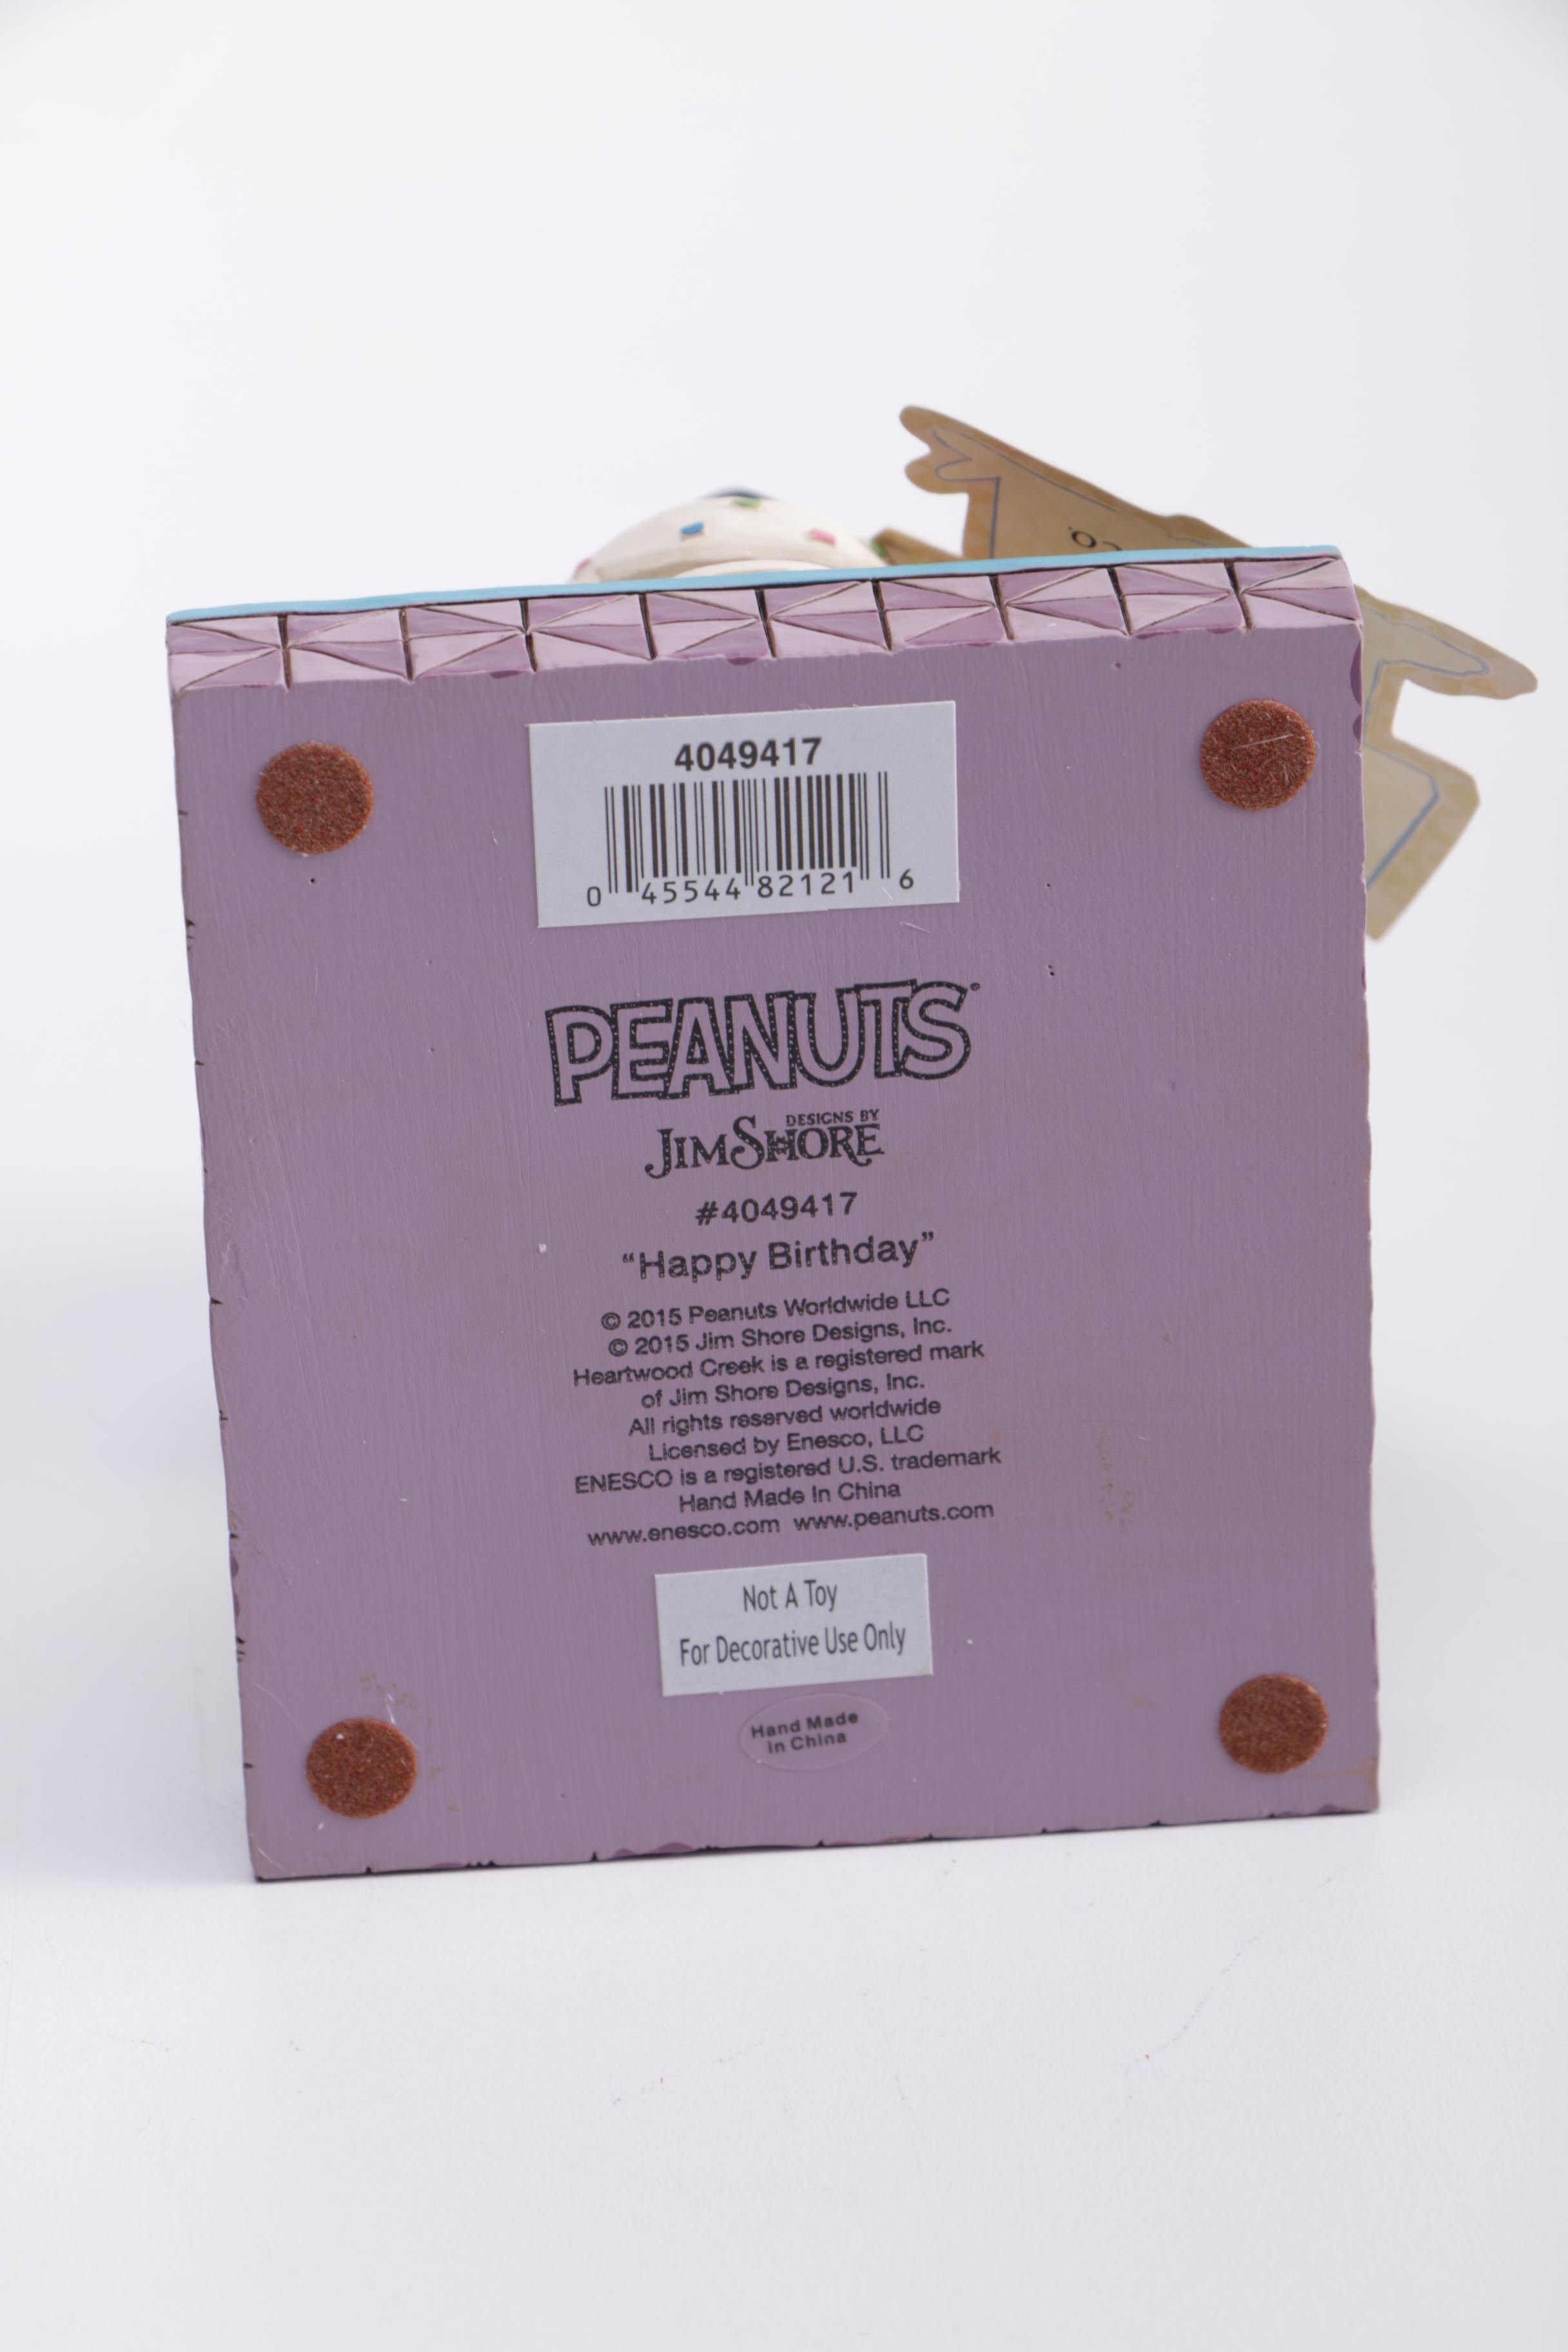 CO.
4049417
0 45544 82121 6
PEANUTS
DESIGNS BY
JIM SHORE
#4049417
“Happy Birthday”
© 2015 Peanuts Worldwide LLC
© 2015 Jim Shore Designs, Inc.
Heartwood Creek is a registered mark
of Jim Shore Designs, Inc.
All rights reserved worldwide
Licensed by Enesco, LLC
ENESCO is a registered U.S. trademark
Hand Made In China
www.enesco.com www.peanuts.com
Not A Toy
For Decorative Use Only
Hand Made
in China